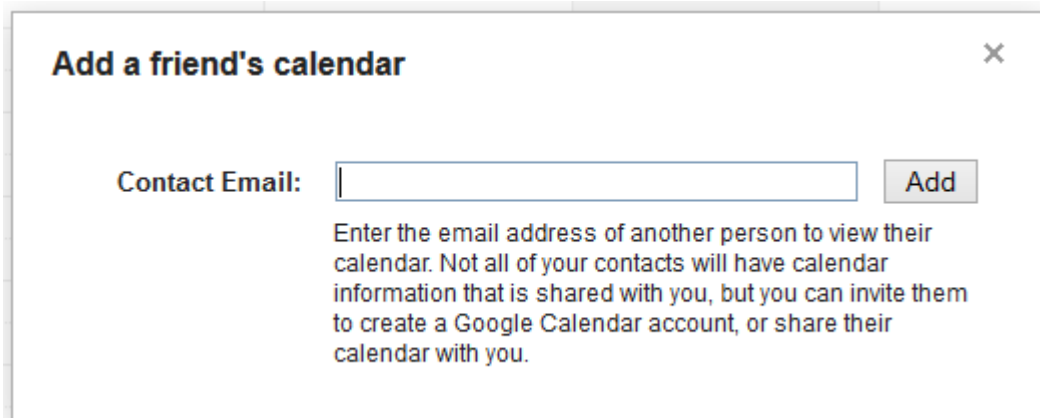 Add a friend's calendar
Contact Email:
Add
Enter the email address of another person to view their
calendar. Not all of your contacts will have calendar
information that is shared with you, but you can invite them
to create a Google Calendar account, or share their
calendar with you.